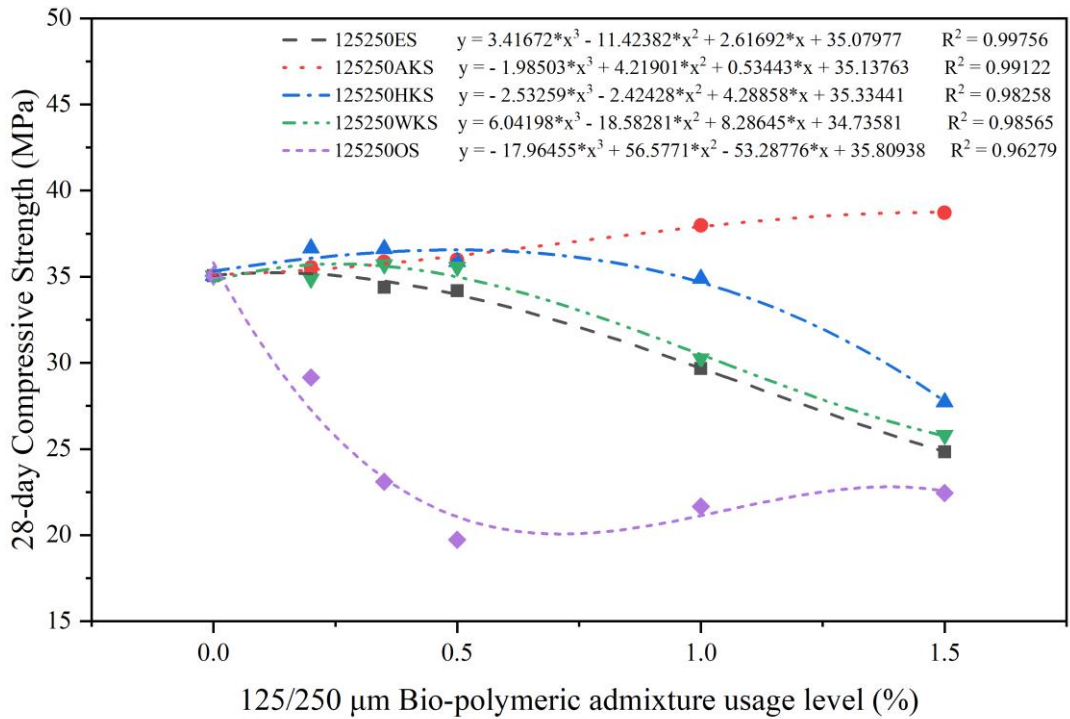 50
45
40
35
30
25
20
15
28-day Compressive Strength (MPa)
125250ES y = 3.41672*x³ - 11.42382*x² + 2.61692*x + 35.07977 R² = 0.99756
125250AKS y = - 1.98503*x³ + 4.21901*x² + 0.53443*x + 35.13763 R² = 0.99122
125250HKS y = -2.53259*x³ - 2.42428*x² + 4.28858*x + 35.33441 R² = 0.98258
125250WKS y = 6.04198*x³ - 18.58281*x² + 8.28645*x + 34.73581 R² = 0.98565
125250OS y = - 17.96455*x³ + 56.5771*x² - 53.28776*x + 35.80938 R² = 0.96279
0.0 0.5 1.0 1.5
125/250 μm Bio-polymeric admixture usage level (%)